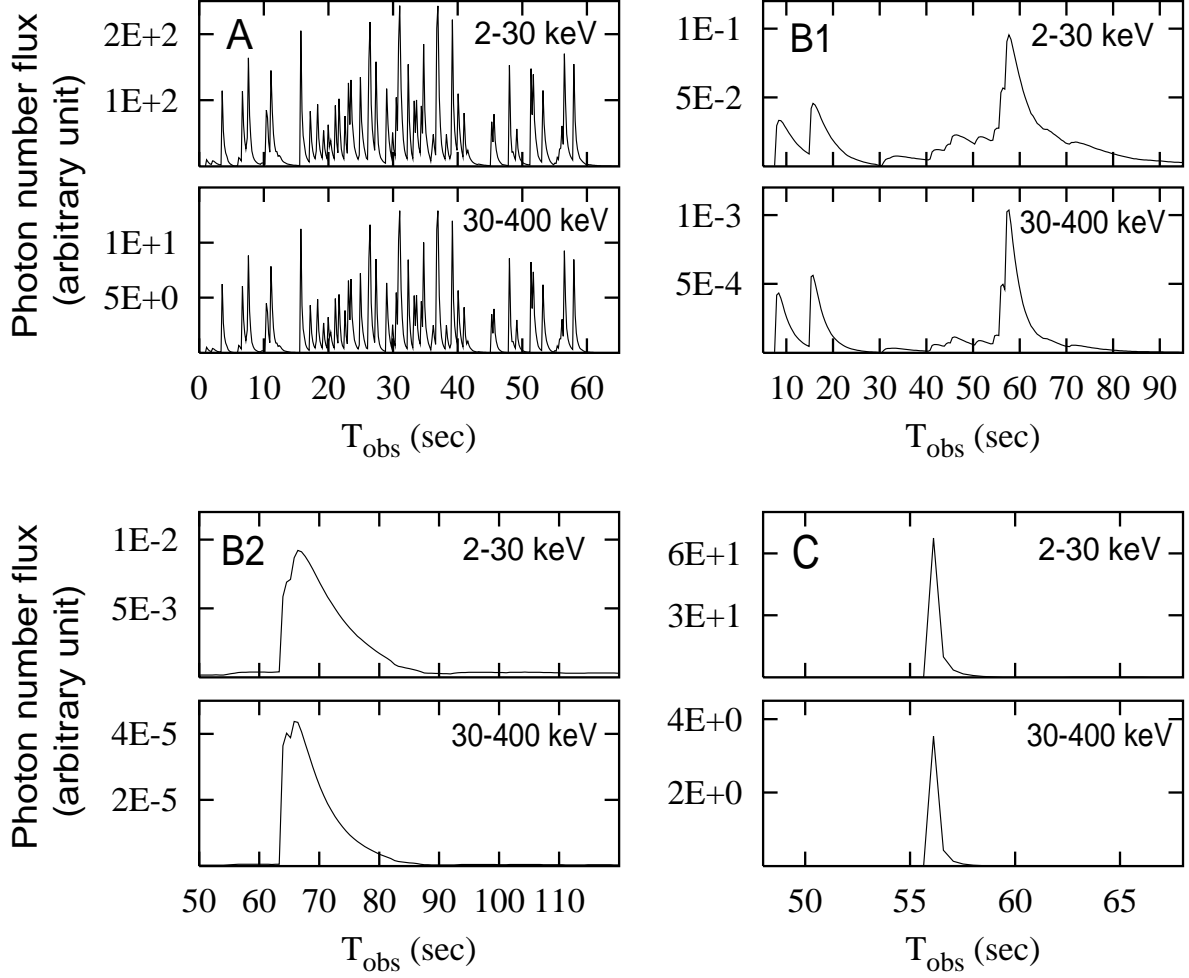 Photon number flux
(arbitrary unit)
A
2-30 keV
2E+2
1E+2
30-400 keV
1E+1
5E+0
0 10 20 30 40 50 60
T_obs (sec)
B1
2-30 keV
1E-1
5E-2
30-400 keV
1E-3
5E-4
10 20 30 40 50 60 70 80 90
T_obs (sec)
Photon number flux
(arbitrary unit)
B2
2-30 keV
1E-2
5E-3
30-400 keV
4E-5
2E-5
50 60 70 80 90 100 110
T_obs (sec)
C
2-30 keV
6E+1
3E+1
30-400 keV
4E+0
2E+0
50 55 60 65
T_obs (sec)